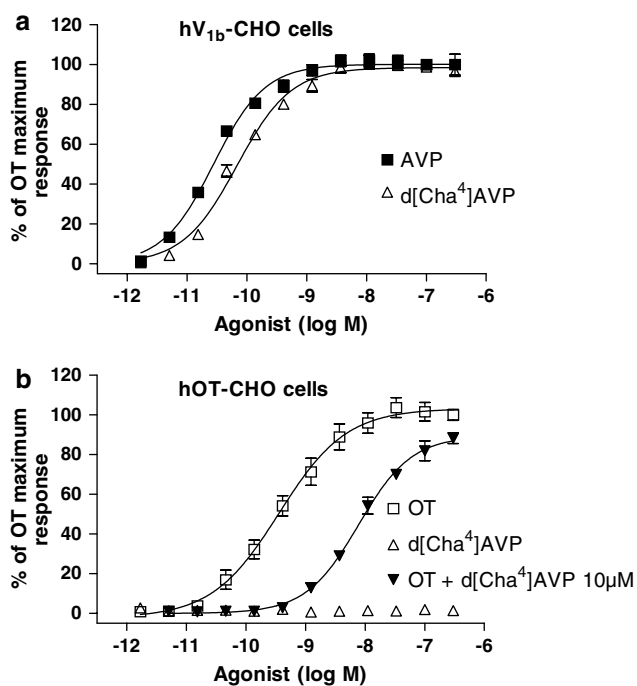 a
hV1b-CHO cells
120
100
80
60
40
20
0
% of OT maximum
response
AVP
d[Cha4]AVP
-12 -11 -10 -9 -8 -7 -6
Agonist (log M)
b
hOT-CHO cells
120
100
80
60
40
20
0
% of OT maximum
response
OT
d[Cha4]AVP
OT + d[Cha4]AVP 10µM
-12 -11 -10 -9 -8 -7 -6
Agonist (log M)